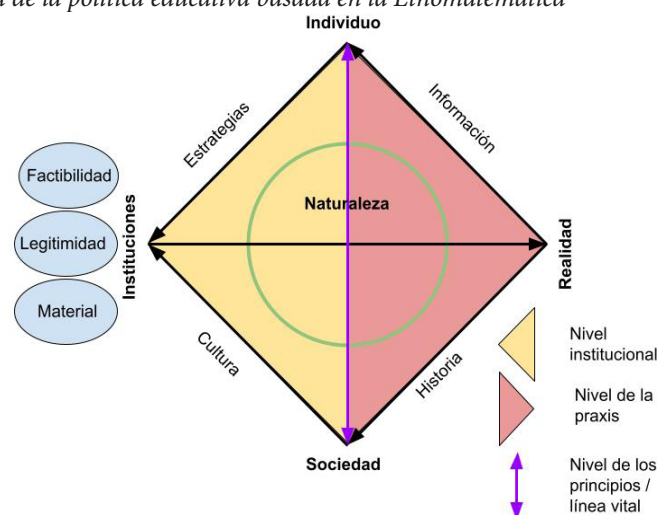 de la política educativa basada en la Etnomatemática
Individuo
Estrategias
Información
Factibilidad
Legitimidad
Material
Instituciones
Naturaleza
Realidad
Cultura
Historia
Sociedad
Nivel
institucional
Nivel de la
praxis
Nivel de los
principios /
línea vital